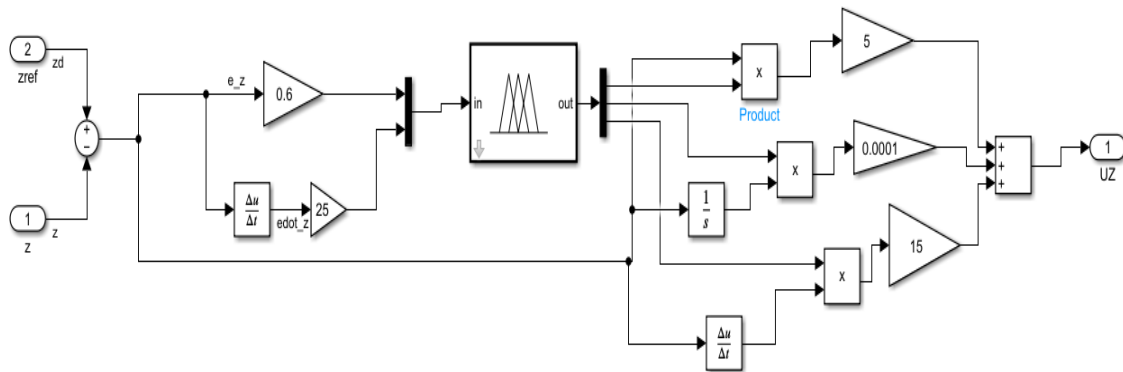 2
zref
zd
+
−
1
z
z
e_z
0.6
Δu
Δt
edot_z
25
in
out
x
Product
5
x
0.0001
1
s
x
15
Δu
Δt
+
+
+
1
UZ